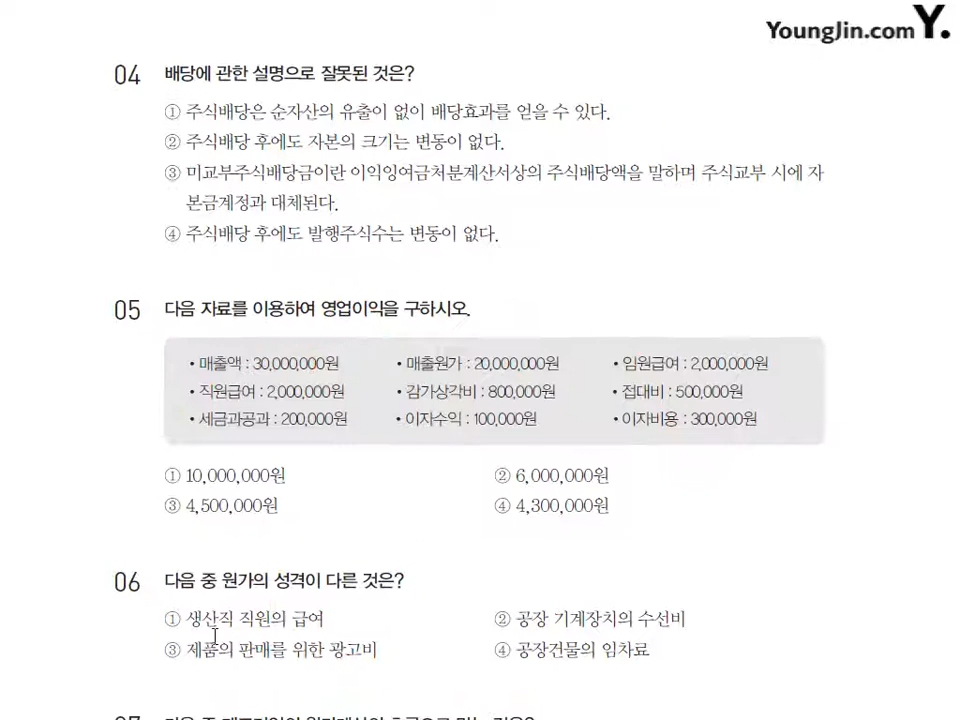 YoungJin.com Y.
04 배당에 관한 설명으로 잘못된 것은?
① 주식배당은 순자산의 유출이 없이 배당효과를 얻을 수 있다.
② 주식배당 후에도 자본의 크기는 변동이 없다.
③ 미교부주식배당금이란 이익잉여금처분계산서상의 주식배당액을 말하며 주식교부 시에 자
본금계정과 대체된다.
④ 주식배당 후에도 발행주식수는 변동이 없다.
05 다음 자료를 이용하여 영업이익을 구하시오.
• 매출액 : 30,000,000원 • 매출원가 : 20,000,000원 • 임원급여 : 2,000,000원
• 직원급여 : 2,000,000원 • 감가상각비 : 800,000원 • 접대비 : 500,000원
• 세금과공과 : 200,000원 • 이자수익 : 100,000원 • 이자비용 : 300,000원
① 10,000,000원 ② 6,000,000원
③ 4,500,000원 ④ 4,300,000원
06 다음 중 원가의 성격이 다른 것은?
① 생산직 직원의 급여 ② 공장 기계장치의 수선비
③ 제품의 판매를 위한 광고비 ④ 공장건물의 임차료